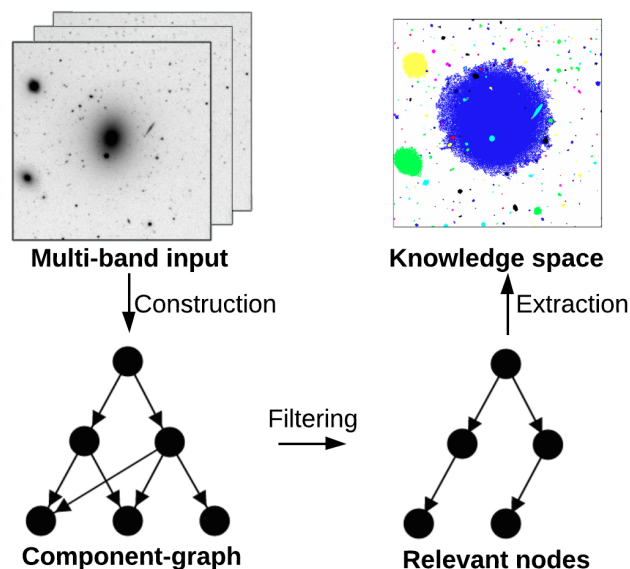 Multi-band input
Knowledge space
Construction
Extraction
Filtering
Component-graph
Relevant nodes